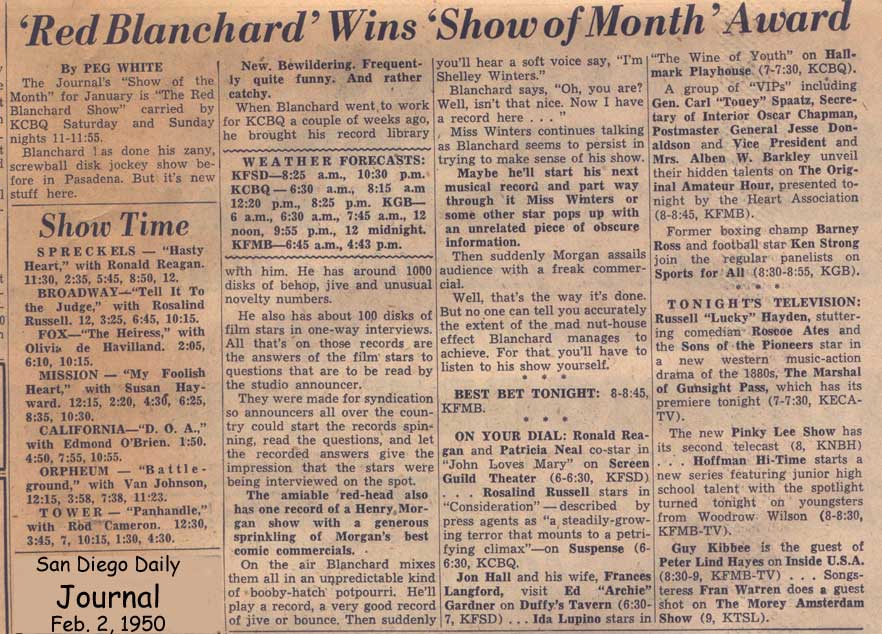 'Red Blanchard' Wins 'Show of Month' Award
By PEG WHITE
The Journal's "Show of the
Month" for January is "The Red
Blanchard Show" carried by
KCBQ Saturday and Sunday
nights 11-11:55.
Blanchard has done his zany,
screwball disk jockey show be-
fore in Pasadena. But it's new
stuff here.
Show Time
SPRECKELS — "Hasty
Heart," with Ronald Reagan.
11:30, 2:35, 5:45, 8:50, 12.
BROADWAY—"Tell It To
the Judge," with Rosalind
Russell. 12, 3:25, 6:45, 10:15.
FOX—"The Heiress," with
Olivia de Havilland. 2:05,
6:10, 10:15.
MISSION — "My Foolish
Heart," with Susan Hay-
ward. 12:15, 2:20, 4:30, 6:25,
8:35, 10:30.
CALIFORNIA—"D. O. A.,"
with Edmond O'Brien. 1:50.
4:50, 7:55, 10:55.
ORPHEUM — "Battle-
ground," with Van Johnson,
12:15, 3:58, 7:38, 11:23.
TOWER — "Panhandle,"
with Rod Cameron. 12:30,
3:45, 7, 10:15, 1:30, 4:30.
San Diego Daily
Journal
Feb. 2, 1950
New. Bewildering. Frequent-
ly quite funny. And rather
catchy.
When Blanchard went to work
for KCBQ a couple of weeks ago,
he brought his record library
WEATHER FORECASTS:
KFSD—8:25 a.m., 10:30 p.m.
KCBQ — 6:30 a.m., 8:15 a.m
12:20 p.m., 8:25 p.m. KGB—
6 a.m., 6:30 a.m., 7:45 a.m., 12
noon, 9:55 p.m., 12 midnight.
KFMB—6:45 a.m., 4:43 p.m.
with him. He has around 1000
disks of behop, jive and unusual
novelty numbers.
He also has about 100 disks of
film stars in one-way interviews.
All that's on those records are
the answers of the film stars to
questions that are to be read by
the studio announcer.
They were made for syndication
so announcers all over the coun-
try could start the records spin-
ning, read the questions, and let
the recorded answers give the
impression that the stars were
being interviewed on the spot.
The amiable red-head also
has one record of a Henry Mor-
gan show with a generous
sprinkling of Morgan's best
comic commercials.
On the air Blanchard mixes
them all in an unpredictable kind
of booby-hatch potpourri. He'll
play a record, a very good record
of jive or bounce. Then suddenly
you'll hear a soft voice say, "I'm
Shelley Winters."
Blanchard says, "Oh, you are?
Well, isn't that nice. Now I have
a record here . . ."
Miss Winters continues talking
as Blanchard seems to persist in
trying to make sense of his show.
Maybe he'll start his next
musical record and part way
through it Miss Winters or
some other star pops up with
an unrelated piece of obscure
information.
Then suddenly Morgan assails
audience with a freak commer-
cial.
Well, that's the way it's done.
But no one can tell you accurately
the extent of the mad nut-house
effect Blanchard manages to
achieve. For that you'll have to
listen to his show yourself.
* * *
BEST BET TONIGHT: 8-8:45,
KFMB.
* * *
ON YOUR DIAL: Ronald Rea-
gan and Patricia Neal co-star in
"John Loves Mary" on Screen
Guild Theater (6-6:30, KFSD)
. . . Rosalind Russell stars in
"Consideration" — described by
press agents as "a steadily-grow-
ing terror that mounts to a petri-
fying climax"—on Suspense (6-
6:30, KCBQ.
Jon Hall and his wife, Frances
Langford, visit Ed "Archie"
Gardner on Duffy's Tavern (6:30-
7, KFSD) . . . Ida Lupino stars in
"The Wine of Youth" on Hall-
mark Playhouse (7-7:30, KCBQ).
A group of "VIPs" including
Gen. Carl "Tooey" Spaatz, Secre-
tary of Interior Oscar Chapman,
Postmaster General Jesse Don-
aldson and Vice President and
Mrs. Alben W. Barkley unveil
their hidden talents on The Orig-
inal Amateur Hour, presented to-
night by the Heart Association
(8-8:45, KFMB).
Former boxing champ Barney
Ross and football star Ken Strong
join the regular panelists on
Sports for All (8:30-8:55, KGB).
* * *
TONIGHT'S TELEVISION:
Russell "Lucky" Hayden, stutter-
ing comedian Roscoe Ates and
the Sons of the Pioneers star in
a new western music-action
drama of the 1880s, The Marshal
of Gunsight Pass, which has its
premiere tonight (7-7:30, KECA-
TV).
The new Pinky Lee Show has
its second telecast (8, KNBH)
. . . Hoffman Hi-Time starts a
new series featuring junior high
school talent with the spotlight
turned tonight on youngsters
from Woodrow Wilson (8-8:30,
KFMB-TV).
Guy Kibbee is the guest of
Peter Lind Hayes on Inside U.S.A.
(8:30-9, KFMB-TV) . . . Songs-
teress Fran Warren does a guest
shot on The Morey Amsterdam
Show (9, KTSL).